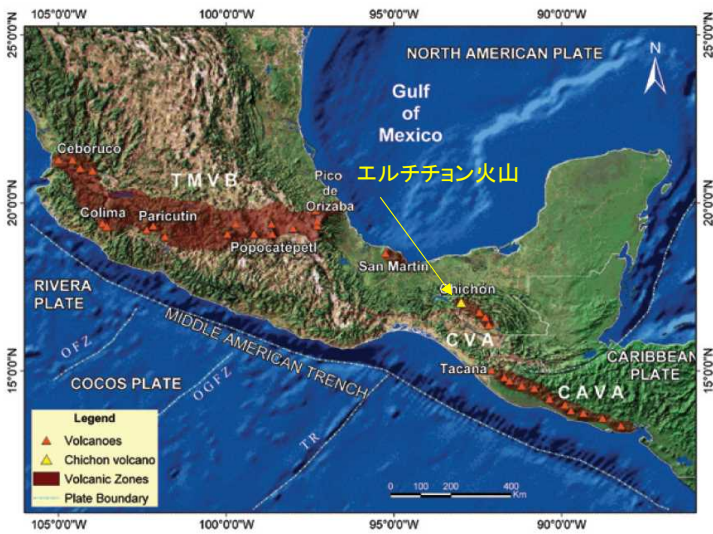 105°0'0"W
100°0'0"W
95°0'0"W
90°0'0"W
25°0'0"N
25°0'0"N
NORTH AMERICAN PLATE
N
Gulf
of
Mexico
エルチチョン火山
Ceboruco
TMVB
Pico
de
Orizaba
20°0'0"N
20°0'0"N
Colima
Paricutin
Popocatépetl
San Martín
Chichón
RIVERA
PLATE
MIDDLE AMERICAN TRENCH
CVA
OFZ
OGFZ
TR
COCOS PLATE
Tacaná
CARIBBEAN
PLATE
15°0'0"N
15°0'0"N
CAVA
Legend
Volcanoes
Chichon volcano
Volcanic Zones
Plate Boundary
0 100 200 400
Km
105°0'0"W
100°0'0"W
95°0'0"W
90°0'0"W